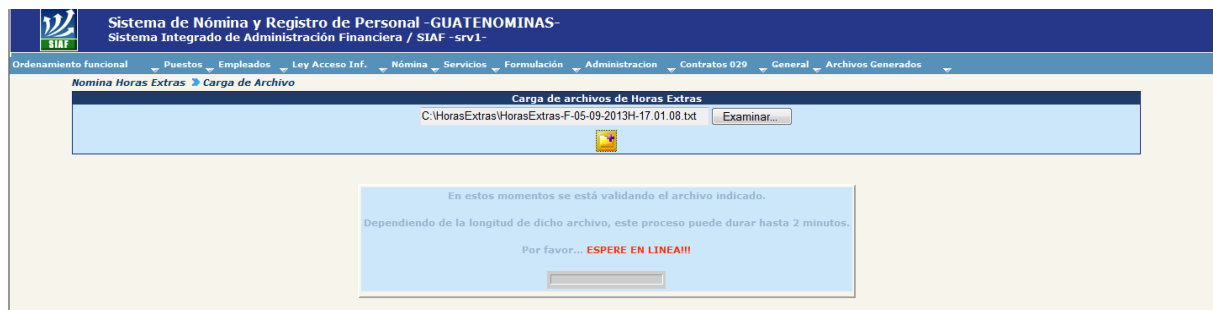 Sistema de Nómina y Registro de Personal -GUATENOMINAS-
SIAF
Sistema Integrado de Administración Financiera / SIAF -srv1-
Ordenamiento funcional Puestos Empleados Ley Acceso Inf. Nómina Servicios Formulación Administracion Contratos 029 General Archivos Generados
Nomina Horas Extras Carga de Archivo
Carga de archivos de Horas Extras
C:\HorasExtras\HorasExtras-F-05-09-2013H-17.01.08.txt Examinar...
En estos momentos se está validando el archivo indicado.
Dependiendo de la longitud de dicho archivo, este proceso puede durar hasta 2 minutos.
Por favor... ESPERE EN LINEA!!!